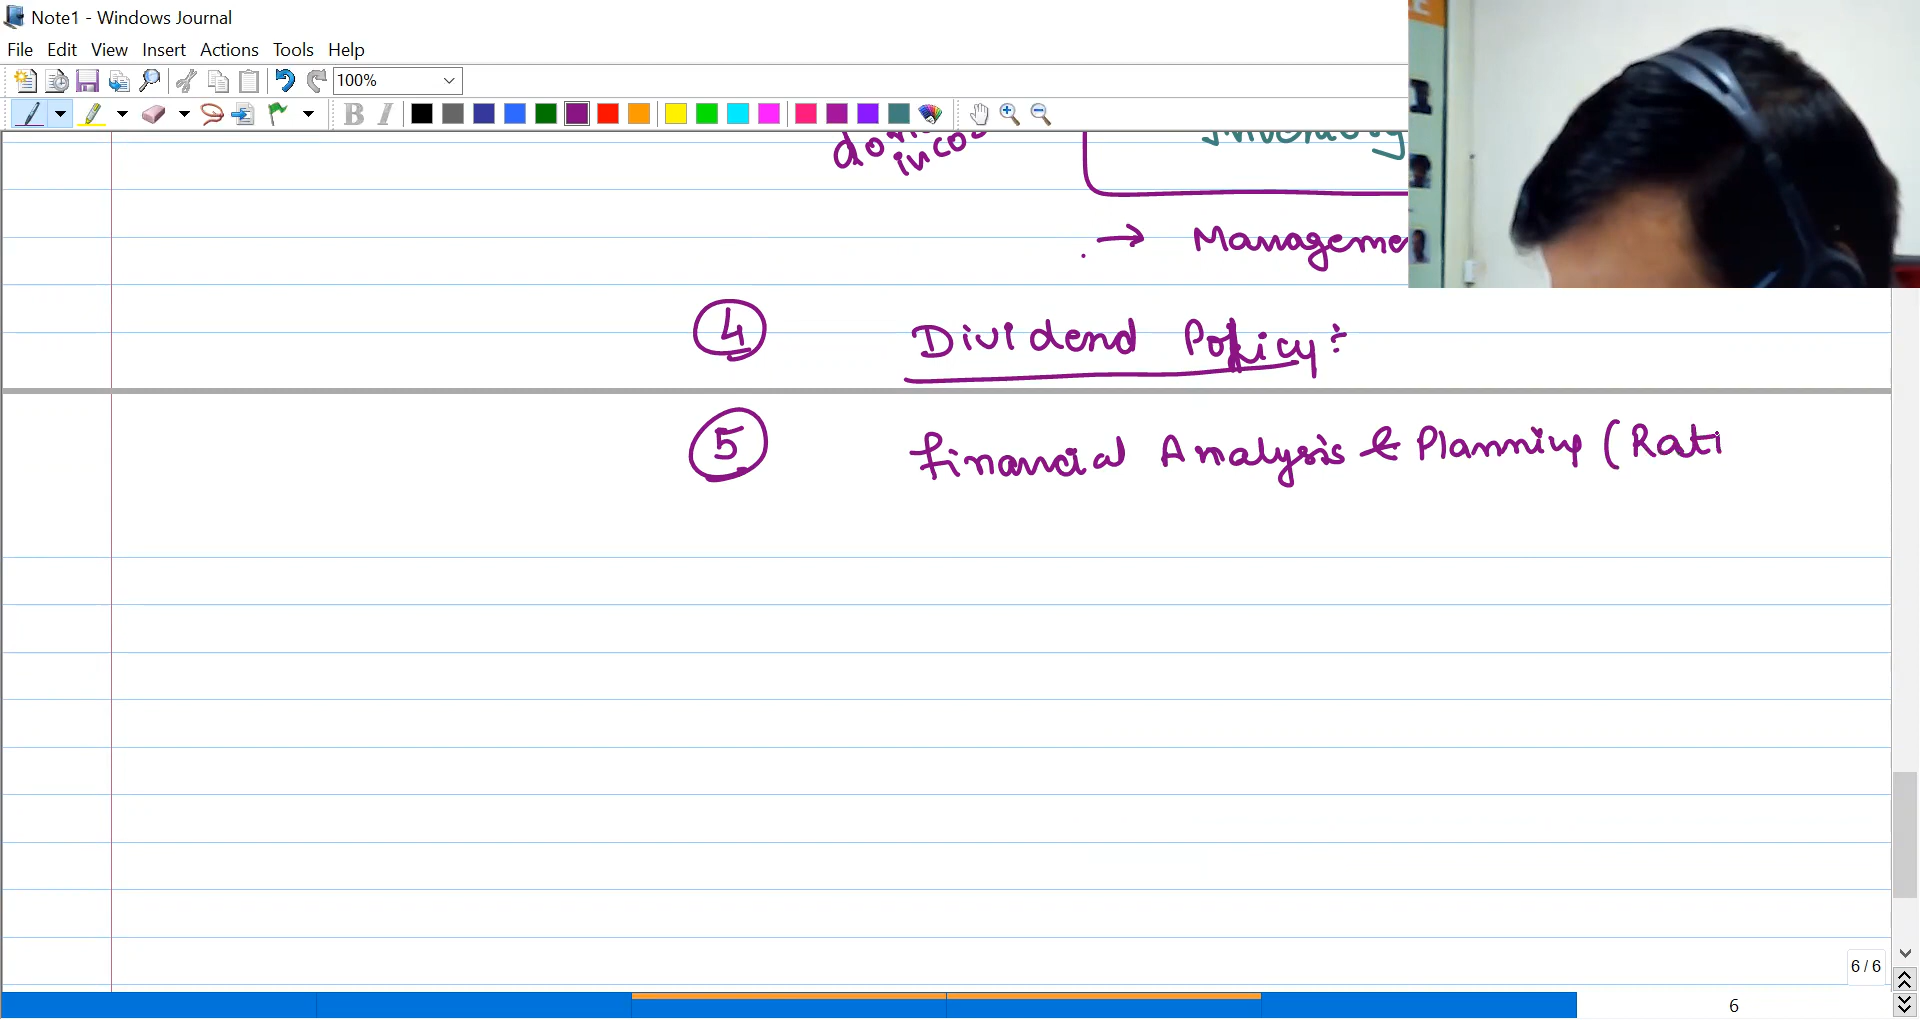 Note1 - Windows Journal
File Edit View Insert Actions Tools Help
100%
B I
→ Manageme
4 Dividend Policy :
5 Financial Analysis & Planning (Rati
6 / 6
6